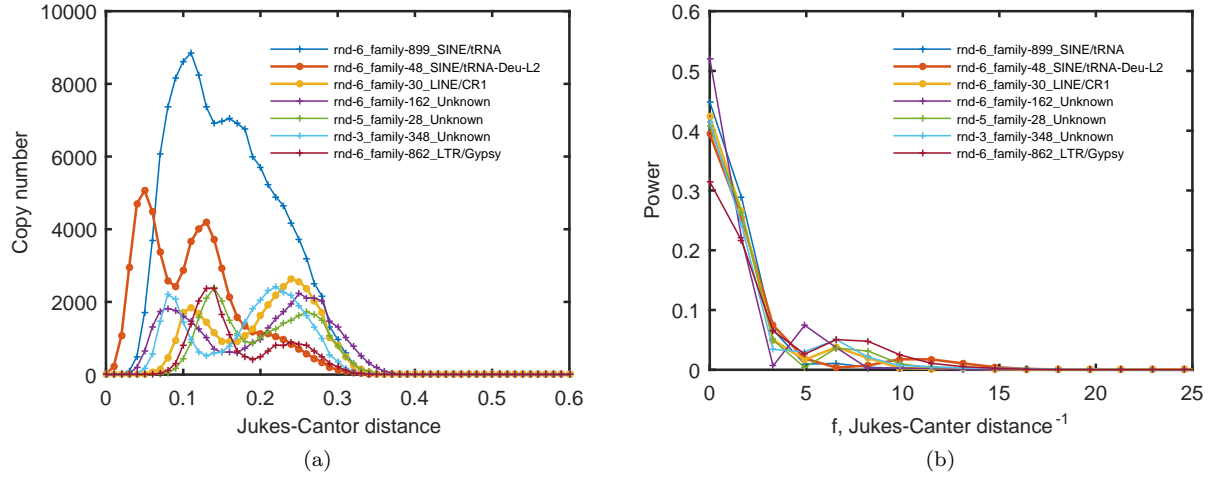 10000
8000
6000
4000
2000
0
Copy number
rnd-6_family-899_SINE/tRNA
rnd-6_family-48_SINE/tRNA-Deu-L2
rnd-6_family-30_LINE/CR1
rnd-6_family-162_Unknown
rnd-5_family-28_Unknown
rnd-3_family-348_Unknown
rnd-6_family-862_LTR/Gypsy
0 0.1 0.2 0.3 0.4 0.5 0.6
Jukes-Cantor distance
(a)
0.6
0.5
0.4
0.3
0.2
0.1
0
Power
rnd-6_family-899_SINE/tRNA
rnd-6_family-48_SINE/tRNA-Deu-L2
rnd-6_family-30_LINE/CR1
rnd-6_family-162_Unknown
rnd-5_family-28_Unknown
rnd-3_family-348_Unknown
rnd-6_family-862_LTR/Gypsy
0 5 10 15 20 25
f, Jukes-Canter distance-1
(b)